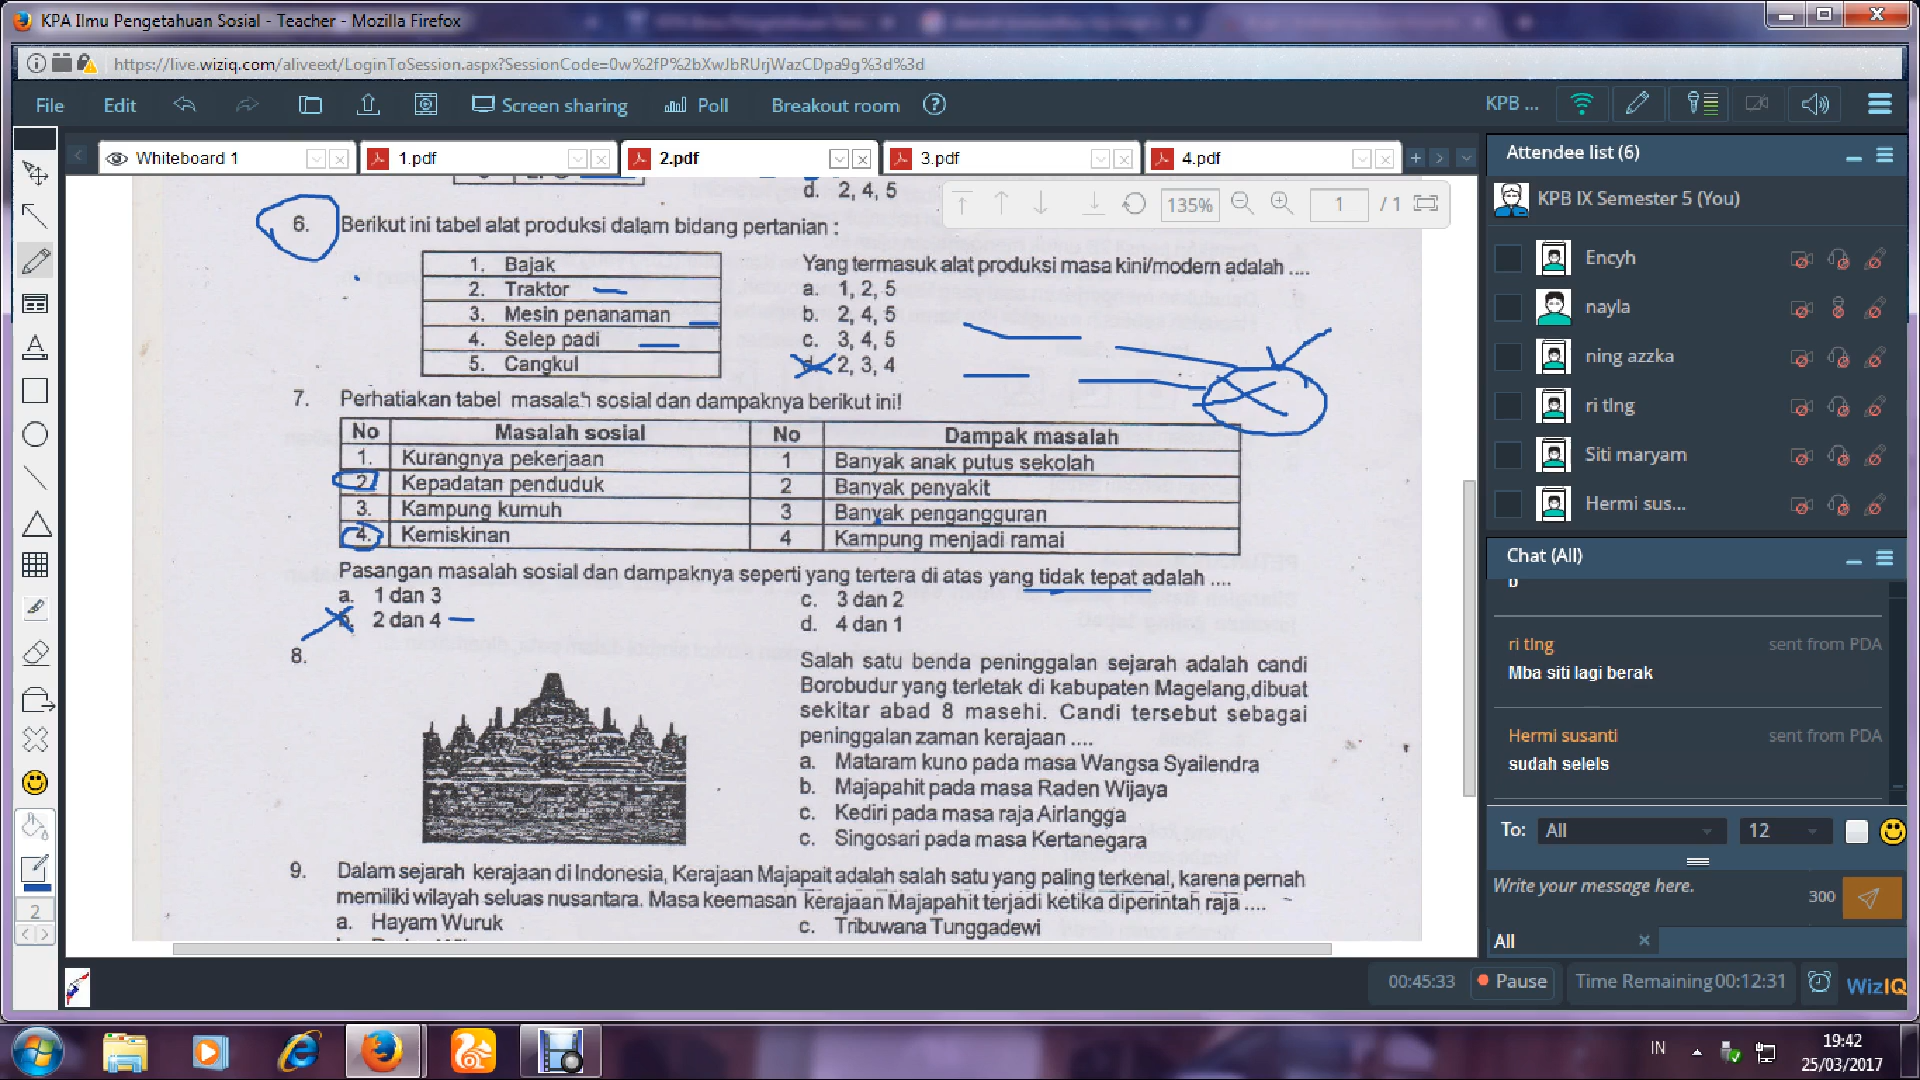 KPA Ilmu Pengetahuan Sosial - Teacher - Mozilla Firefox
https://live.wiziq.com/aliveext/LoginToSession.aspx?SessionCode=0w%2fP%2bXwJbRUrjWazCDpa9g%3d%3d
File Edit Screen sharing Poll Breakout room ? KPB ...
Whiteboard 1 1.pdf 2.pdf 3.pdf 4.pdf
135% 1 / 1
d. 2, 4, 5
6. Berikut ini tabel alat produksi dalam bidang pertanian :
1. Bajak
2. Traktor
3. Mesin penanaman
4. Selep padi
5. Cangkul
Yang termasuk alat produksi masa kini/modern adalah ....
a. 1, 2, 5
b. 2, 4, 5
c. 3, 4, 5
d. 2, 3, 4
7. Perhatiakan tabel masalah sosial dan dampaknya berikut ini!
No Masalah sosial No Dampak masalah
1. Kurangnya pekerjaan 1 Banyak anak putus sekolah
2. Kepadatan penduduk 2 Banyak penyakit
3. Kampung kumuh 3 Banyak pengangguran
4. Kemiskinan 4 Kampung menjadi ramai
Pasangan masalah sosial dan dampaknya seperti yang tertera di atas yang tidak tepat adalah ....
a. 1 dan 3 c. 3 dan 2
b. 2 dan 4 d. 4 dan 1
8.
Salah satu benda peninggalan sejarah adalah candi
Borobudur yang terletak di kabupaten Magelang,dibuat
sekitar abad 8 masehi. Candi tersebut sebagai
peninggalan zaman kerajaan ....
a. Mataram kuno pada masa Wangsa Syailendra
b. Majapahit pada masa Raden Wijaya
c. Kediri pada masa raja Airlangga
c. Singosari pada masa Kertanegara
9. Dalam sejarah kerajaan di Indonesia, Kerajaan Majapait adalah salah satu yang paling terkenal, karena pernah
memiliki wilayah seluas nusantara. Masa keemasan kerajaan Majapahit terjadi ketika diperintah raja ....
a. Hayam Wuruk c. Tribuwana Tunggadewi
2
Attendee list (6)
KPB IX Semester 5 (You)
Encyh
nayla
ning azzka
ri tIng
Siti maryam
Hermi sus...
Chat (All)
b
ri tIng sent from PDA
Mba siti lagi berak
Hermi susanti sent from PDA
sudah selels
To: All 12
Write your message here.
300
All
00:45:33 Pause Time Remaining 00:12:31 WizIQ
IN 19:42
25/03/2017